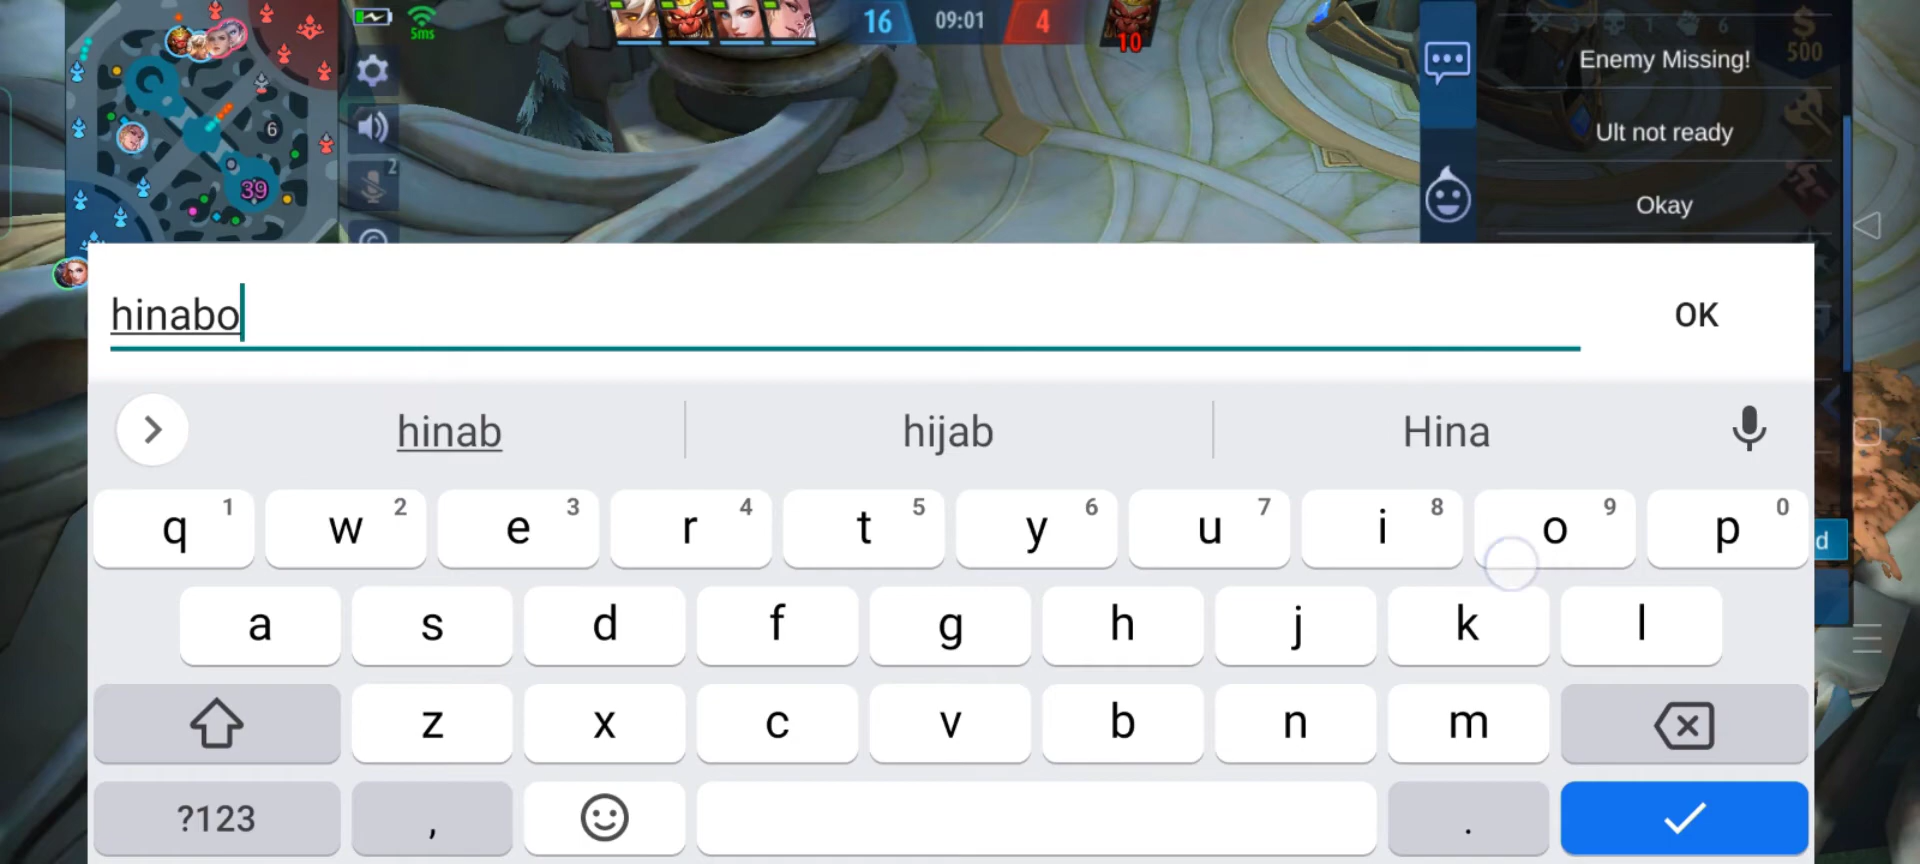 5ms
16
09:01
4
10
6
39
2
500
Enemy Missing!
Ult not ready
Okay
hinabo
OK
hinab
hijab
Hina
q 1 w 2 e 3 r 4 t 5 y 6 u 7 i 8 o 9 p 0
d
a s d f g h j k l
z x c v b n m
?123 , .